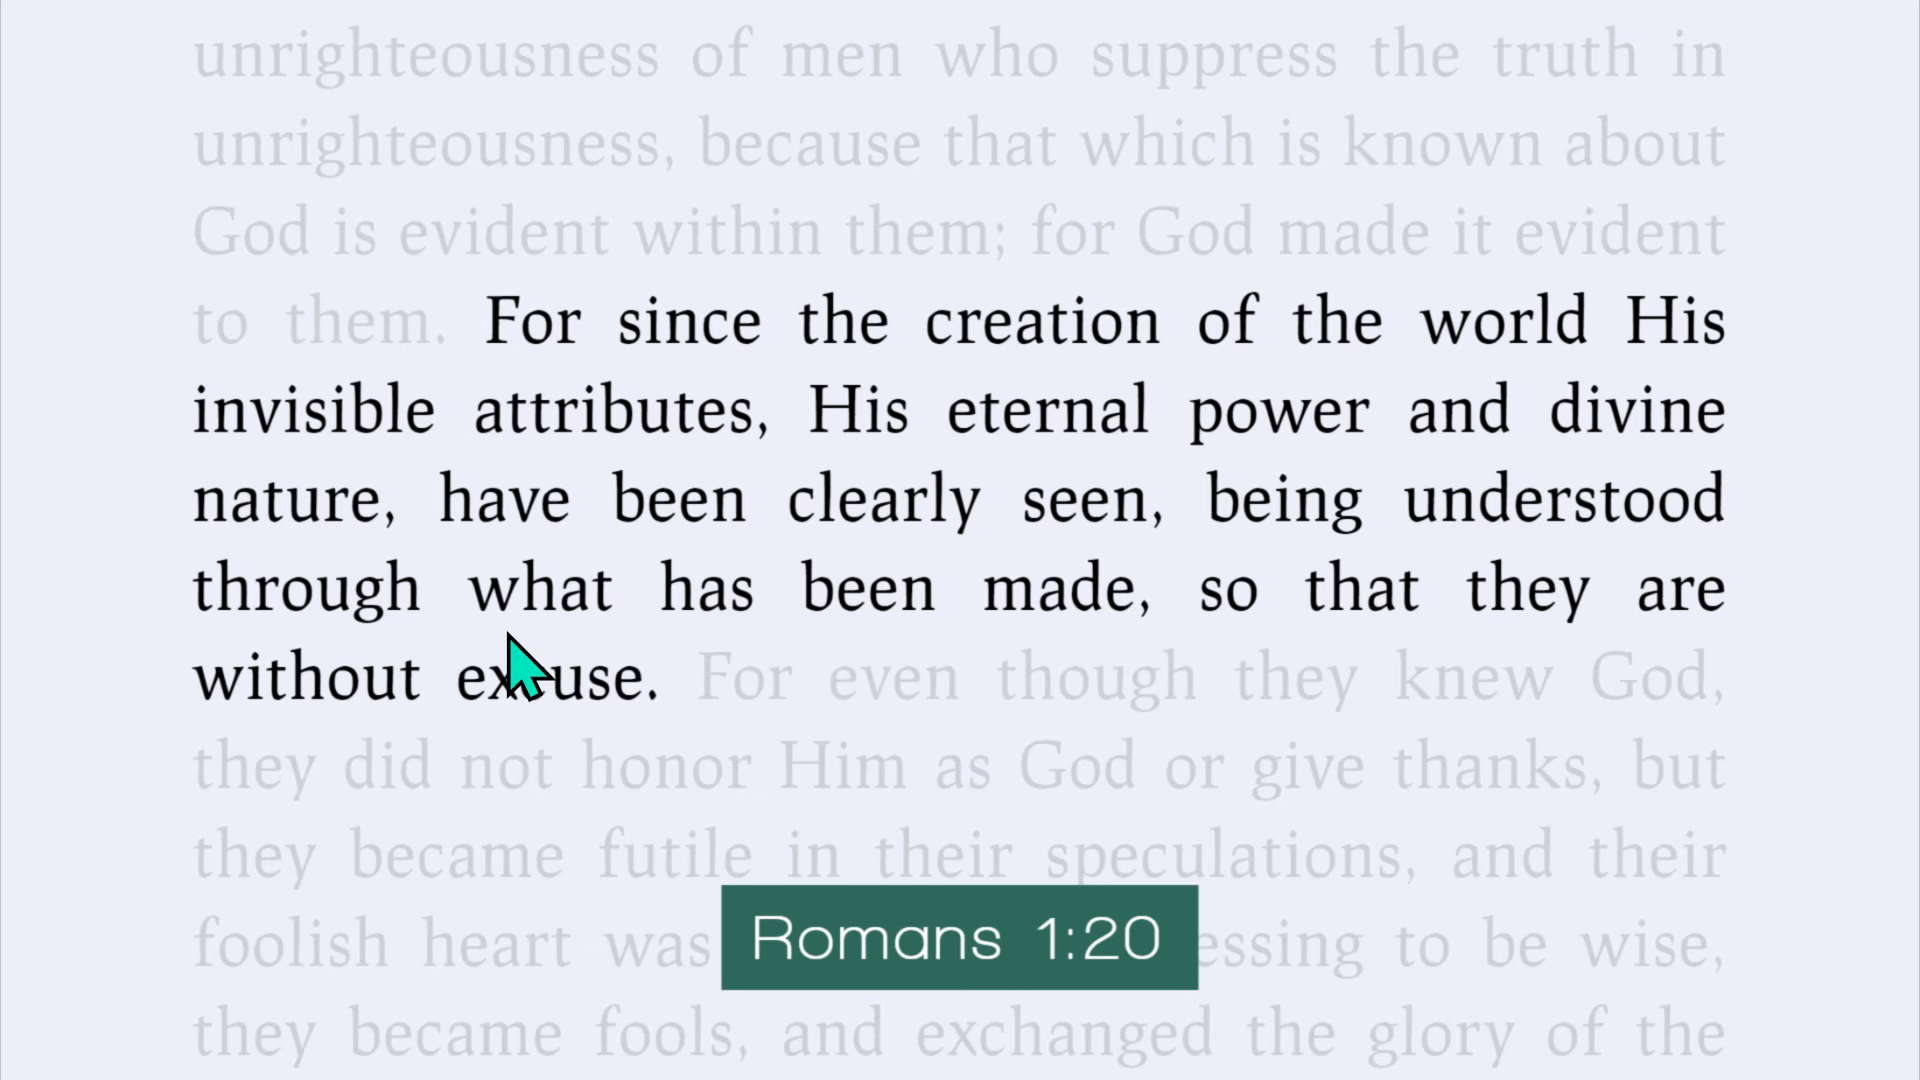 unrighteousness of men who suppress the truth in
unrighteousness, because that which is known about
God is evident within them; for God made it evident
to them. For since the creation of the world His
invisible attributes, His eternal power and divine
nature, have been clearly seen, being understood
through what has been made, so that they are
without excuse. For even though they knew God,
they did not honor Him as God or give thanks, but
they became futile in their speculations, and their
foolish heart was essing to be wise,
Romans 1:20
they became fools, and exchanged the glory of the